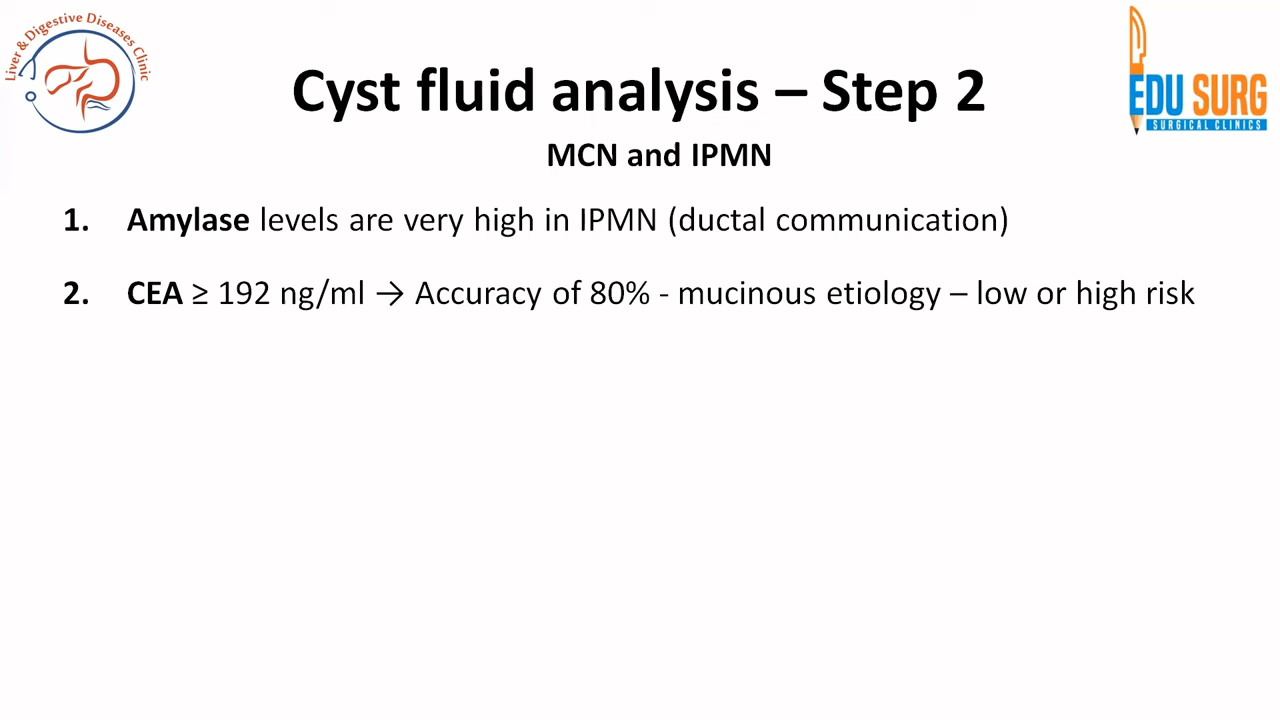 Liver & Digestive Diseases Clinic
EDU SURG
SURGICAL CLINICS
Cyst fluid analysis – Step 2
MCN and IPMN
1. Amylase levels are very high in IPMN (ductal communication)
2. CEA ≥ 192 ng/ml → Accuracy of 80% - mucinous etiology – low or high risk